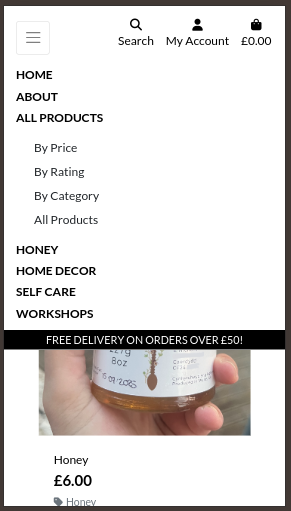 Search
My Account
£0.00
HOME
ABOUT
ALL PRODUCTS
By Price
By Rating
By Category
All Products
HONEY
HOME DECOR
SELF CARE
WORKSHOPS
FREE DELIVERY ON ORDERS OVER £50!
227g
8oz
15 07 2025
Honey
£6.00
Honey